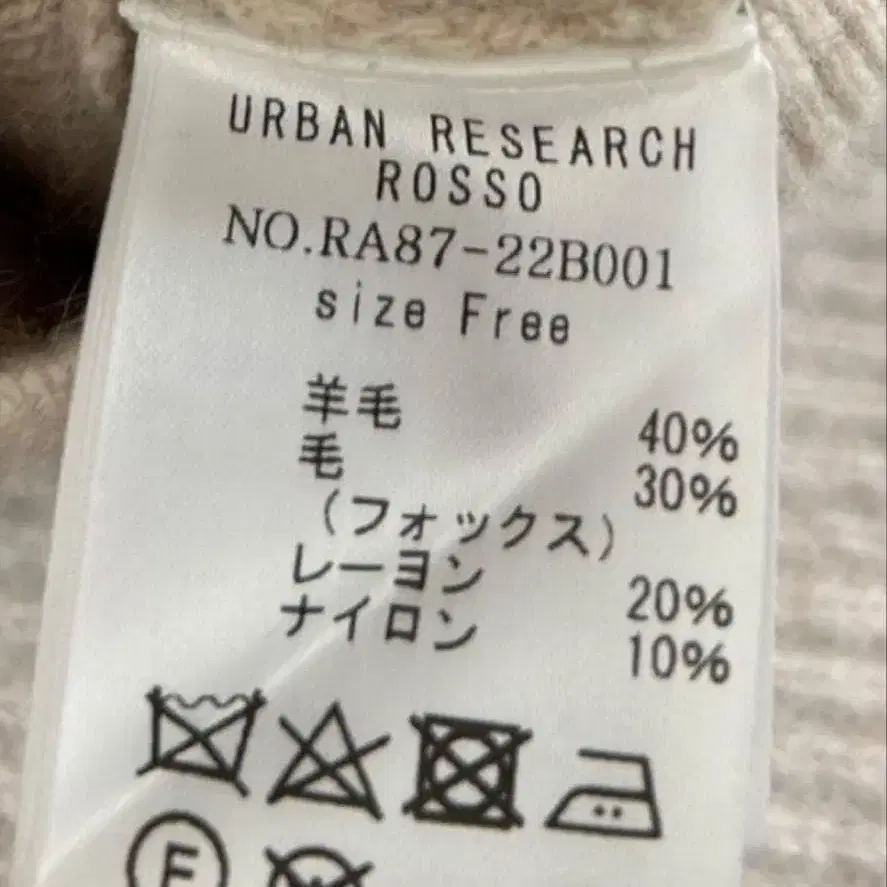 URBAN RESEARCH
ROSSO
NO.RA87-22B001
size Free
羊毛 40%
毛 30%
(フォックス)
レーヨン 20%
ナイロン 10%
F